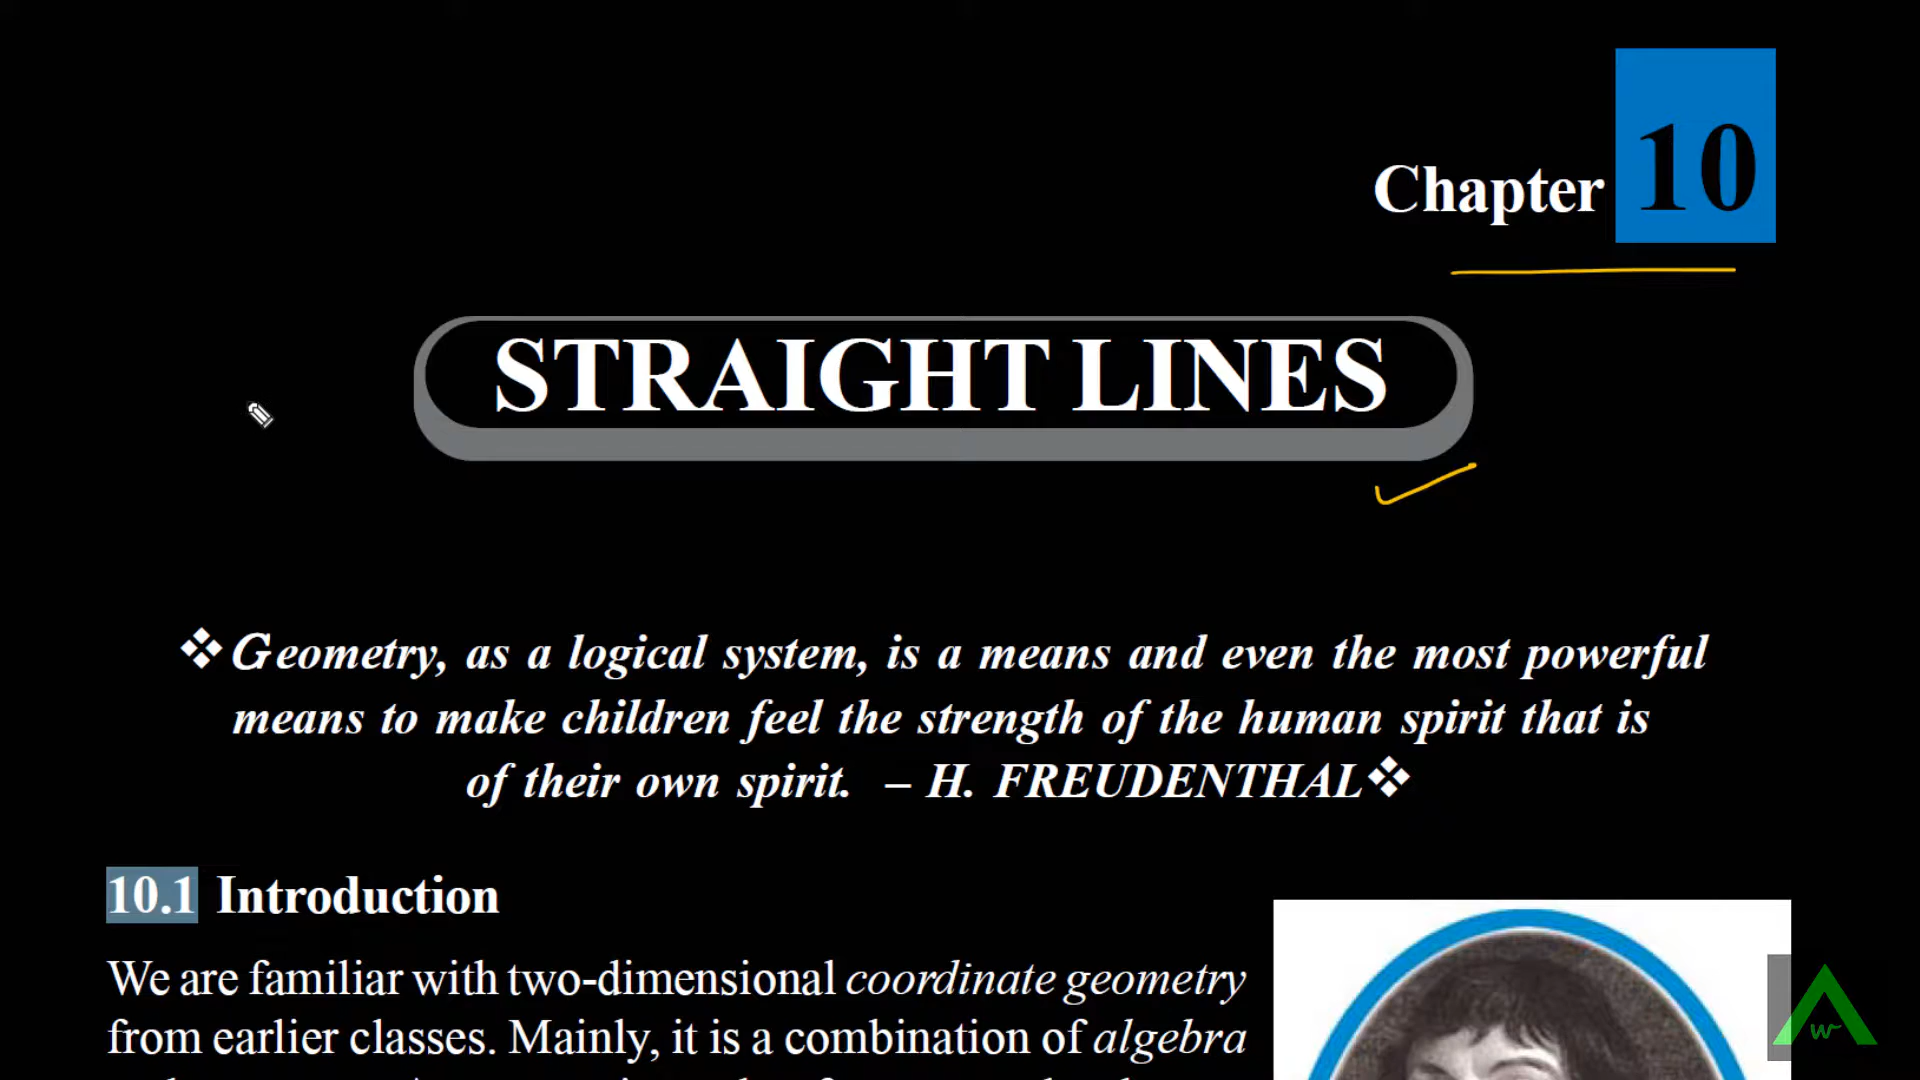 Chapter 10
STRAIGHT LINES
❖Geometry, as a logical system, is a means and even the most powerful
means to make children feel the strength of the human spirit that is
of their own spirit. – H. FREUDENTHAL❖
10.1 Introduction
We are familiar with two-dimensional coordinate geometry
from earlier classes. Mainly, it is a combination of algebra
w